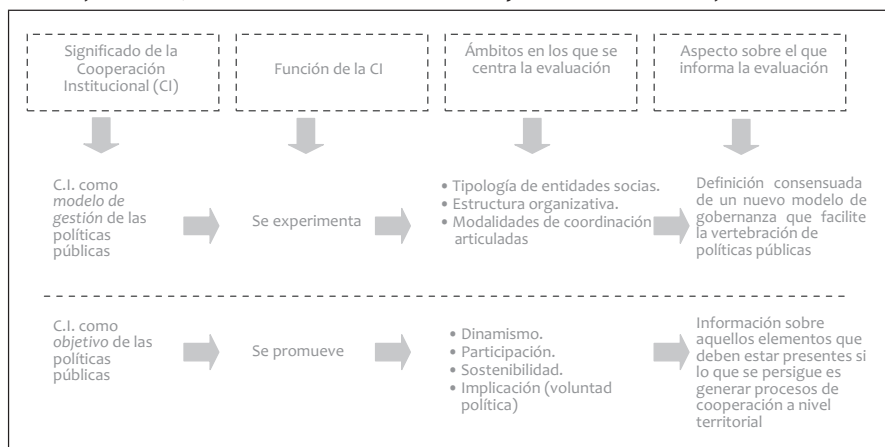 Significado de la
Cooperación
Institucional (CI)
Función de la CI
Ámbitos en los que se
centra la evaluación
Aspecto sobre el que
informa la evaluación
C.I. como
modelo de
gestión de las
políticas
públicas
Se experimenta
• Tipología de entidades socias.
• Estructura organizativa.
• Modalidades de coordinación
articuladas
Definición consensuada
de un nuevo modelo de
gobernanza que facilite
la vertebración de
políticas públicas
C.I. como
objetivo de las
políticas
públicas
Se promueve
• Dinamismo.
• Participación.
• Sostenibilidad.
• Implicación (voluntad
política)
Información sobre
aquellos elementos que
deben estar presentes si
lo que se persigue es
generar procesos de
cooperación a nivel
territorial